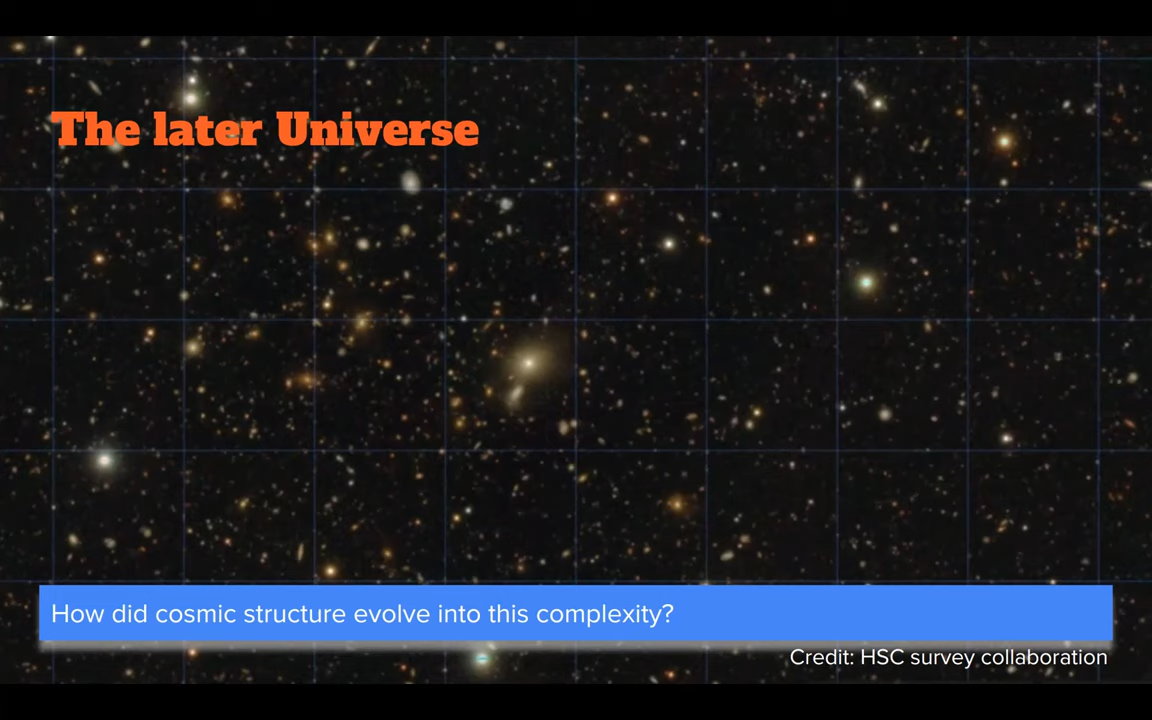 The later Universe
How did cosmic structure evolve into this complexity?
Credit: HSC survey collaboration